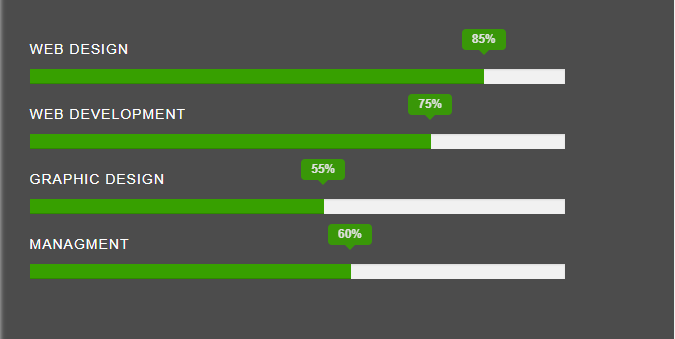 85%
WEB DESIGN
75%
WEB DEVELOPMENT
55%
GRAPHIC DESIGN
60%
MANAGMENT